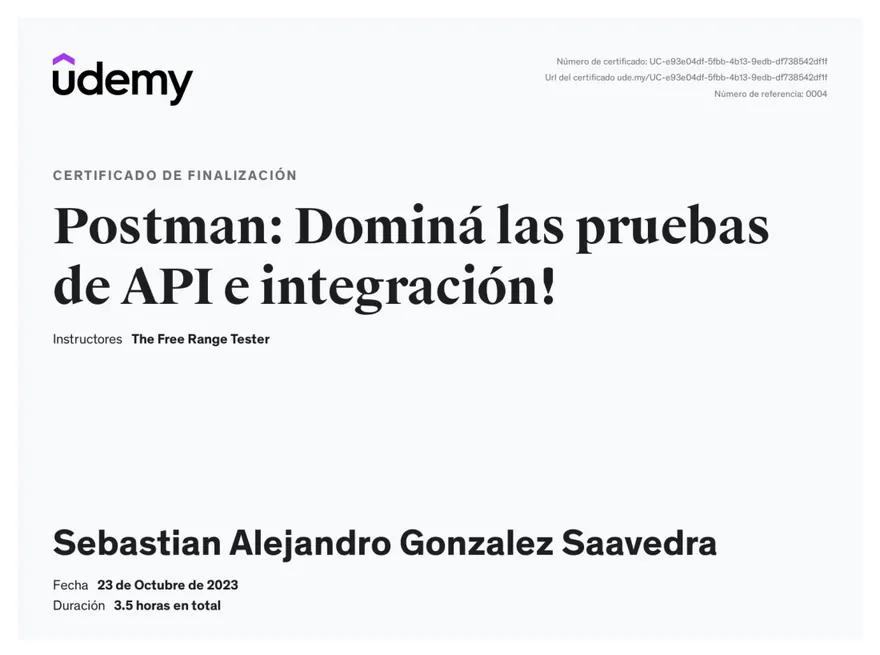 udemy
Número de certificado: UC-e93e04df-5fbb-4b13-9edb-df738542df1f
Url del certificado ude.my/UC-e93e04df-5fbb-4b13-9edb-df738542df1f
Número de referencia: 0004
CERTIFICADO DE FINALIZACIÓN
Postman: Dominá las pruebas
de API e integración!
Instructores The Free Range Tester
Sebastian Alejandro Gonzalez Saavedra
Fecha 23 de Octubre de 2023
Duración 3.5 horas en total